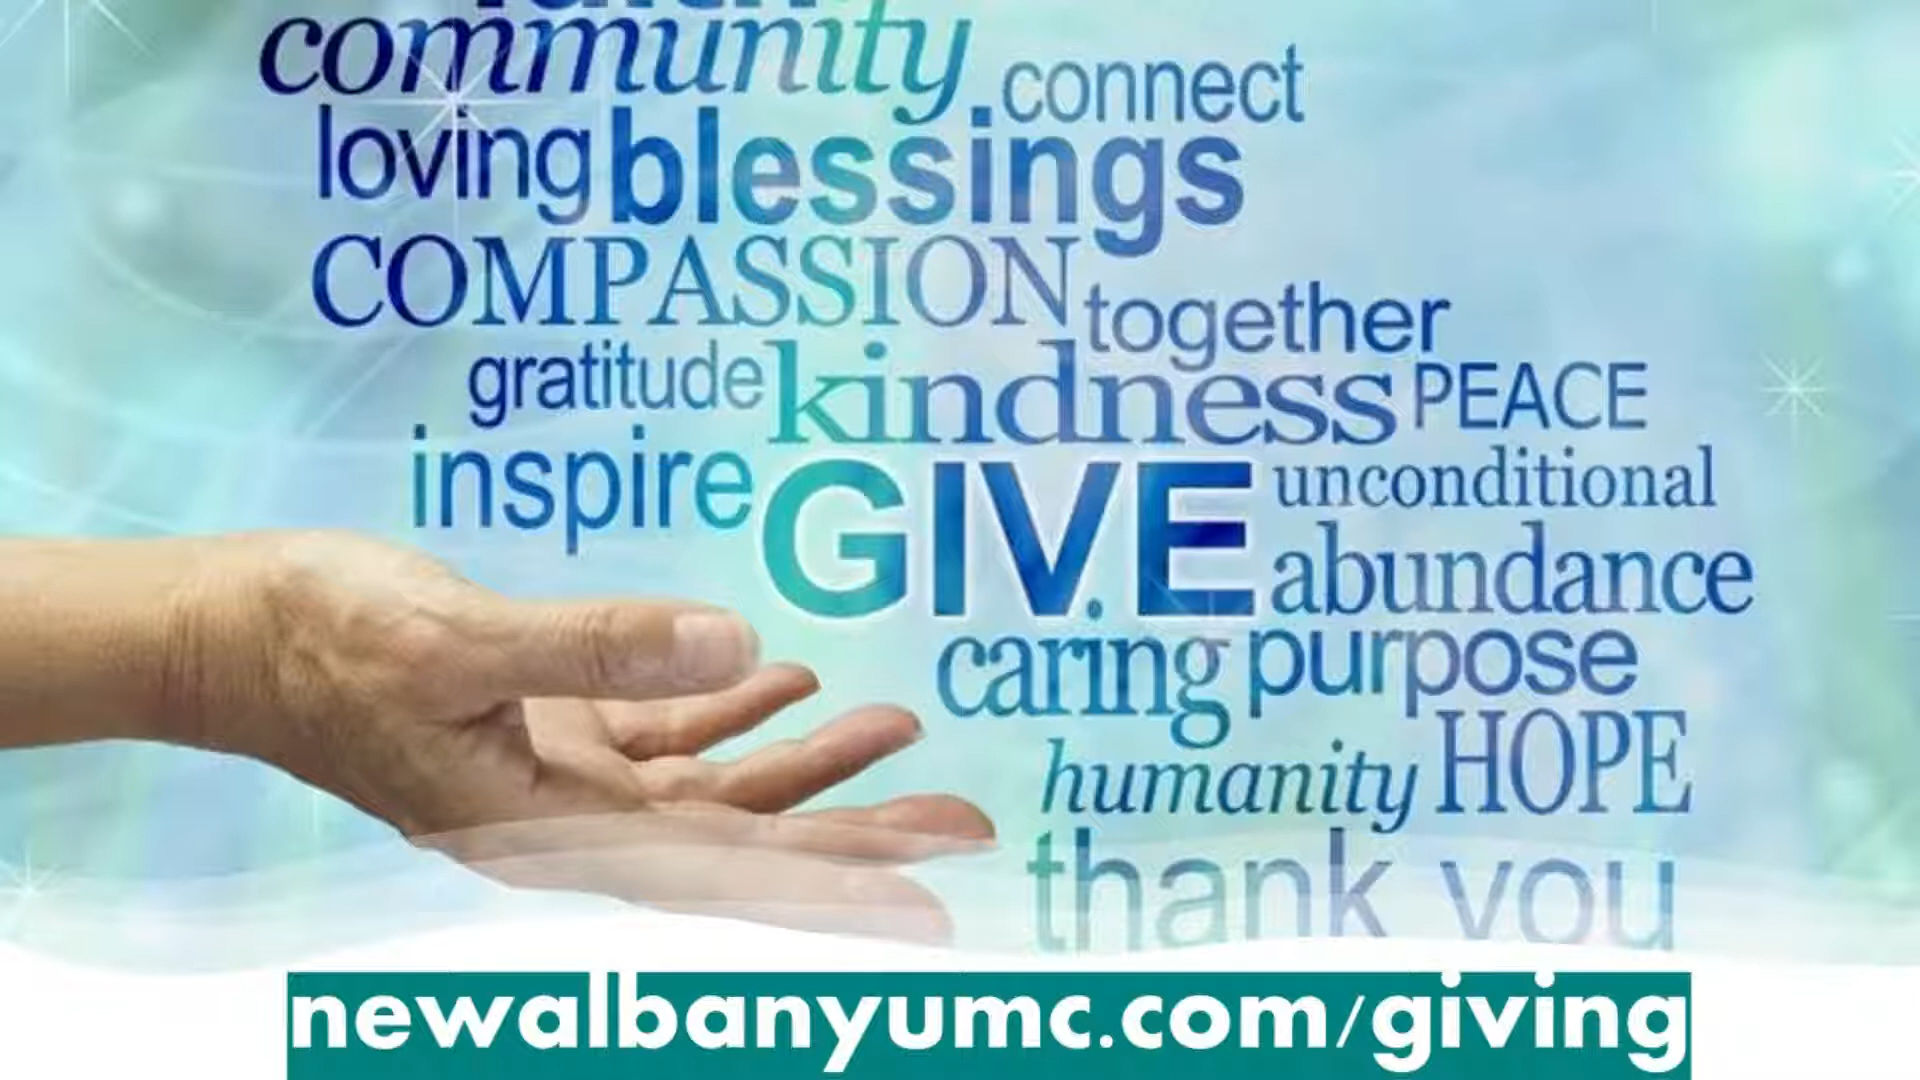 faith
community connect
loving blessings
COMPASSION together
gratitude kindness PEACE
inspire GIVE unconditional
abundance
caring purpose
humanity HOPE
thank you
newalbanyumc.com/giving